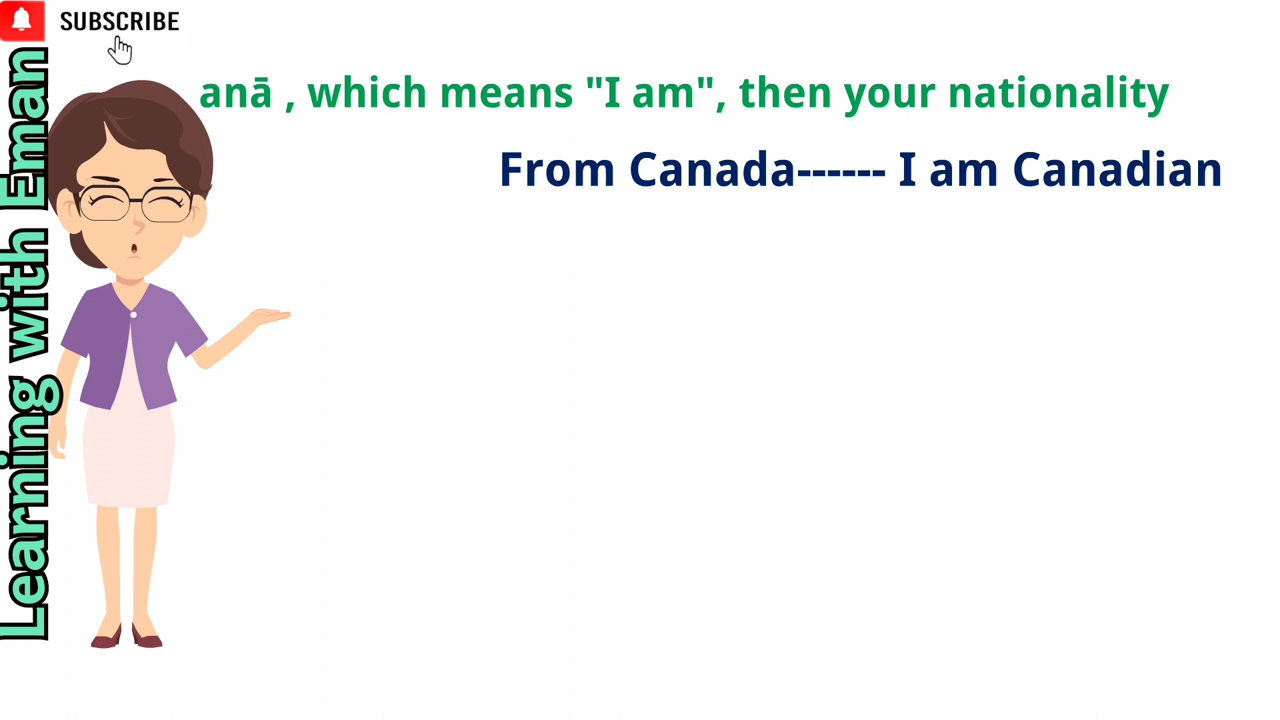 SUBSCRIBE
anā , which means "I am", then your nationality
From Canada------ I am Canadian
Learning with Eman